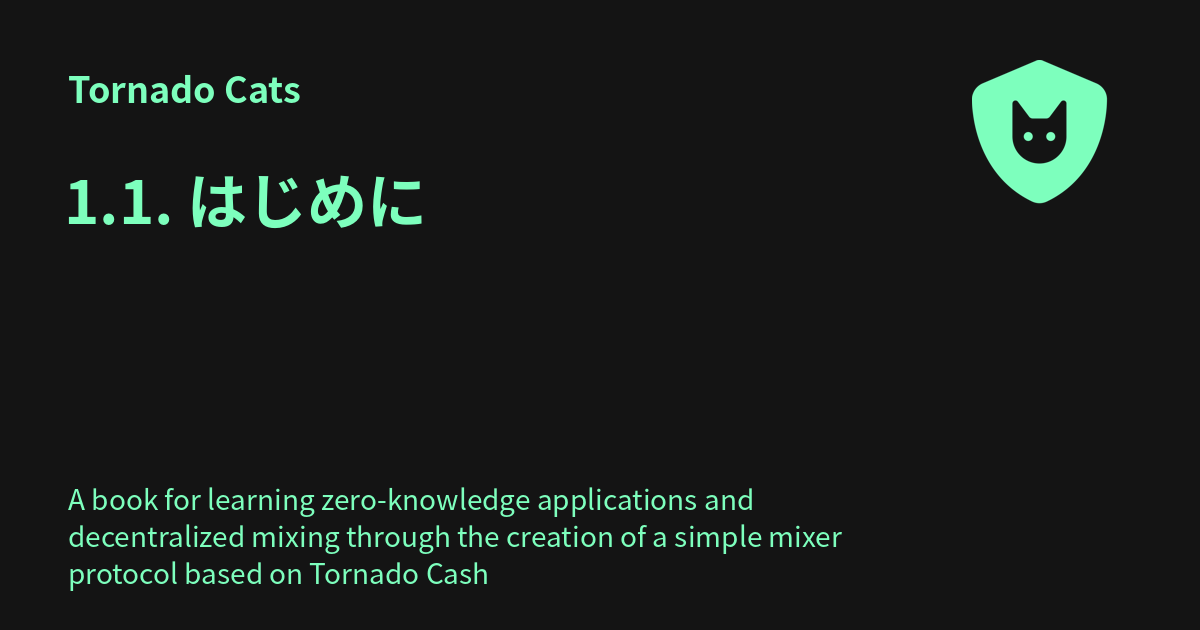 Tornado Cats
1.1. はじめに
A book for learning zero-knowledge applications and
decentralized mixing through the creation of a simple mixer
protocol based on Tornado Cash